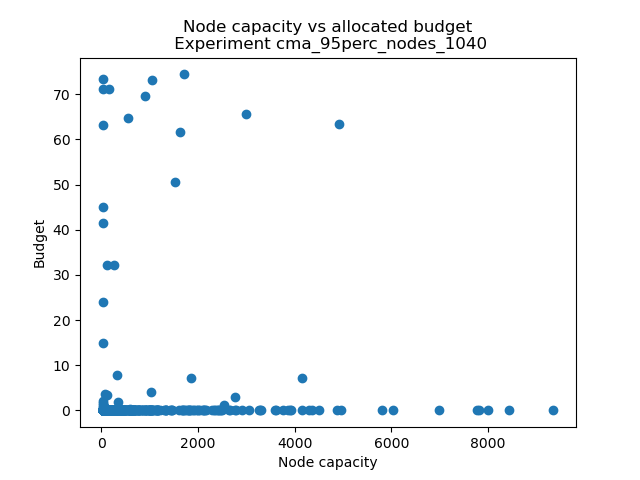 Node capacity vs allocated budget
Experiment cma_95perc_nodes_1040
70
60
50
40
30
20
10
0
Budget
0 2000 4000 6000 8000
Node capacity